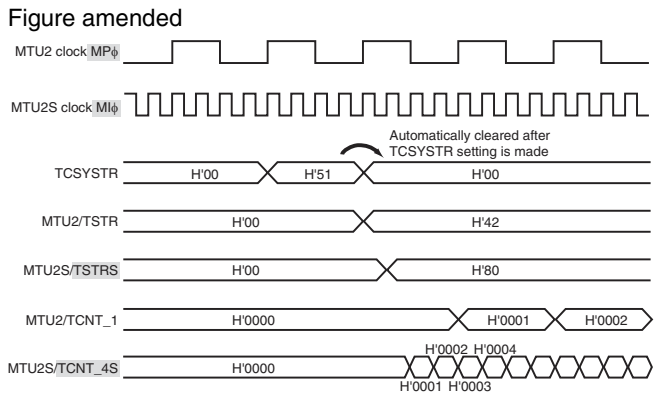 Figure amended
MTU2 clock MPϕ
MTU2S clock MIϕ
Automatically cleared after
TCSYSTR setting is made
TCSYSTR H'00 H'51 H'00
MTU2/TSTR H'00 H'42
MTU2S/TSTRS H'00 H'80
MTU2/TCNT_1 H'0000 H'0001 H'0002
H'0002 H'0004
MTU2S/TCNT_4S H'0000
H'0001 H'0003